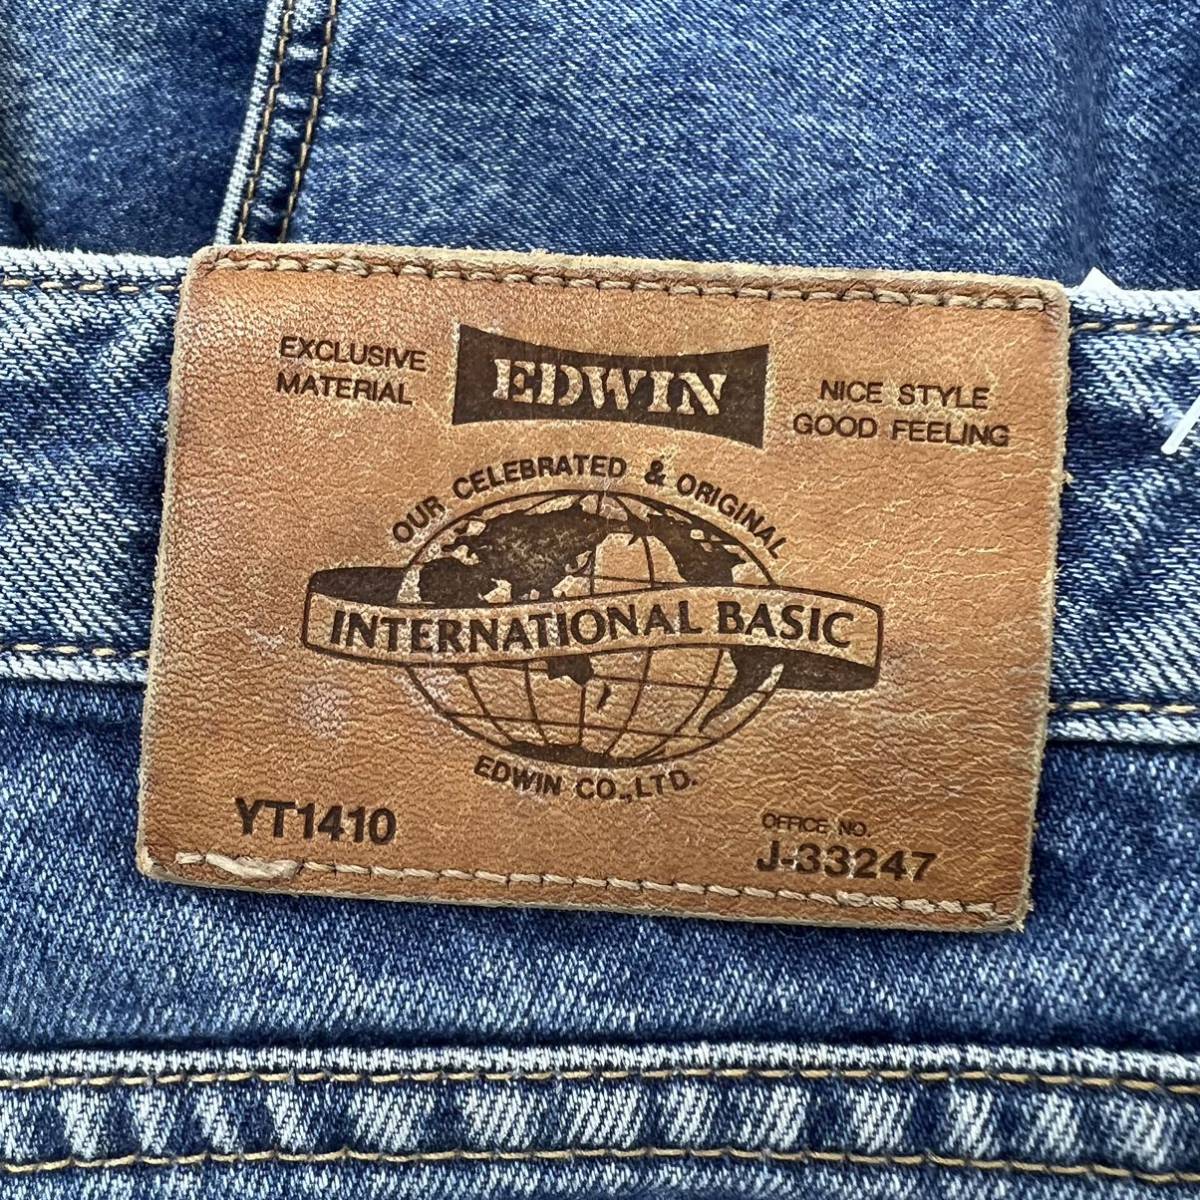 EXCLUSIVE
MATERIAL
EDWIN
NICE STYLE
GOOD FEELING
OUR CELEBRATED & ORIGINAL
INTERNATIONAL BASIC
EDWIN CO.,LTD.
YT1410
OFFICE NO.
J-33247